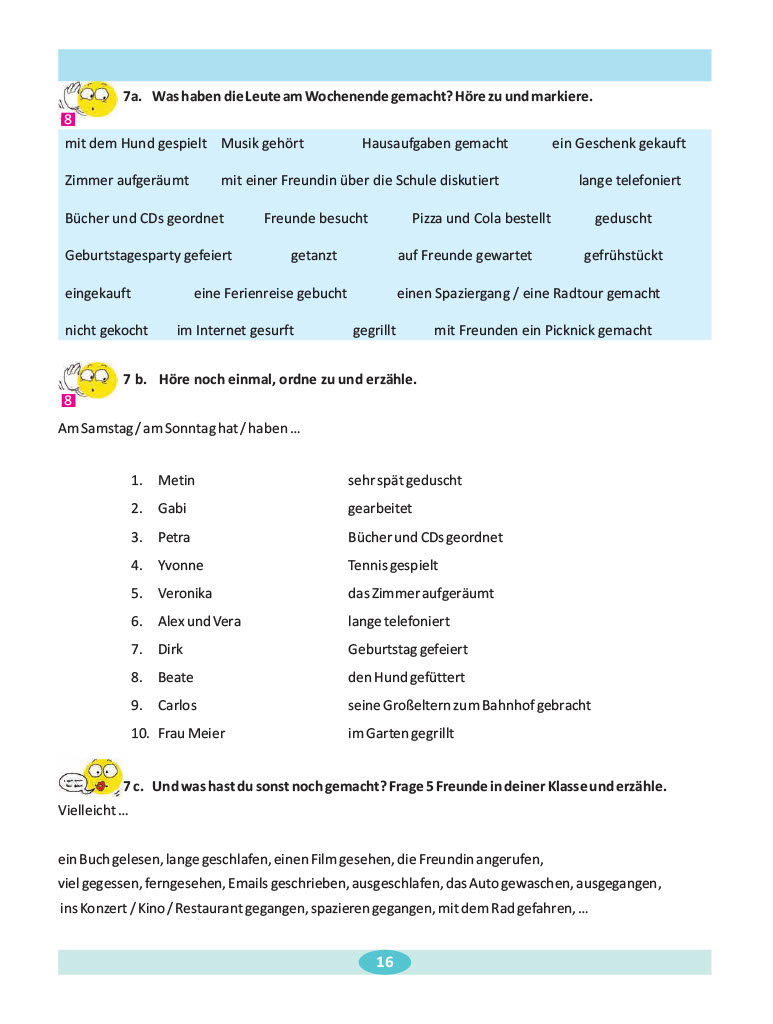 7a. Was haben die Leute am Wochenende gemacht? Höre zu und markiere.
8
mit dem Hund gespielt Musik gehört Hausaufgaben gemacht ein Geschenk gekauft
Zimmer aufgeräumt mit einer Freundin über die Schule diskutiert lange telefoniert
Bücher und CDs geordnet Freunde besucht Pizza und Cola bestellt geduscht
Geburtstagesparty gefeiert getanzt auf Freunde gewartet gefrühstückt
eingekauft eine Ferienreise gebucht einen Spaziergang / eine Radtour gemacht
nicht gekocht im Internet gesurft gegrillt mit Freunden ein Picknick gemacht
7 b. Höre noch einmal, ordne zu und erzähle.
8
Am Samstag / am Sonntag hat / haben ...
1. Metin sehr spät geduscht
2. Gabi gearbeitet
3. Petra Bücher und CDs geordnet
4. Yvonne Tennis gespielt
5. Veronika das Zimmer aufgeräumt
6. Alex und Vera lange telefoniert
7. Dirk Geburtstag gefeiert
8. Beate den Hund gefüttert
9. Carlos seine Großeltern zum Bahnhof gebracht
10. Frau Meier im Garten gegrillt
7 c. Und was hast du sonst noch gemacht? Frage 5 Freunde in deiner Klasse und erzähle.
Vielleicht ...
ein Buch gelesen, lange geschlafen, einen Film gesehen, die Freundin angerufen,
viel gegessen, ferngesehen, Emails geschrieben, ausgeschlafen, das Auto gewaschen, ausgegangen,
ins Konzert / Kino / Restaurant gegangen, spazieren gegangen, mit dem Rad gefahren, ...
16